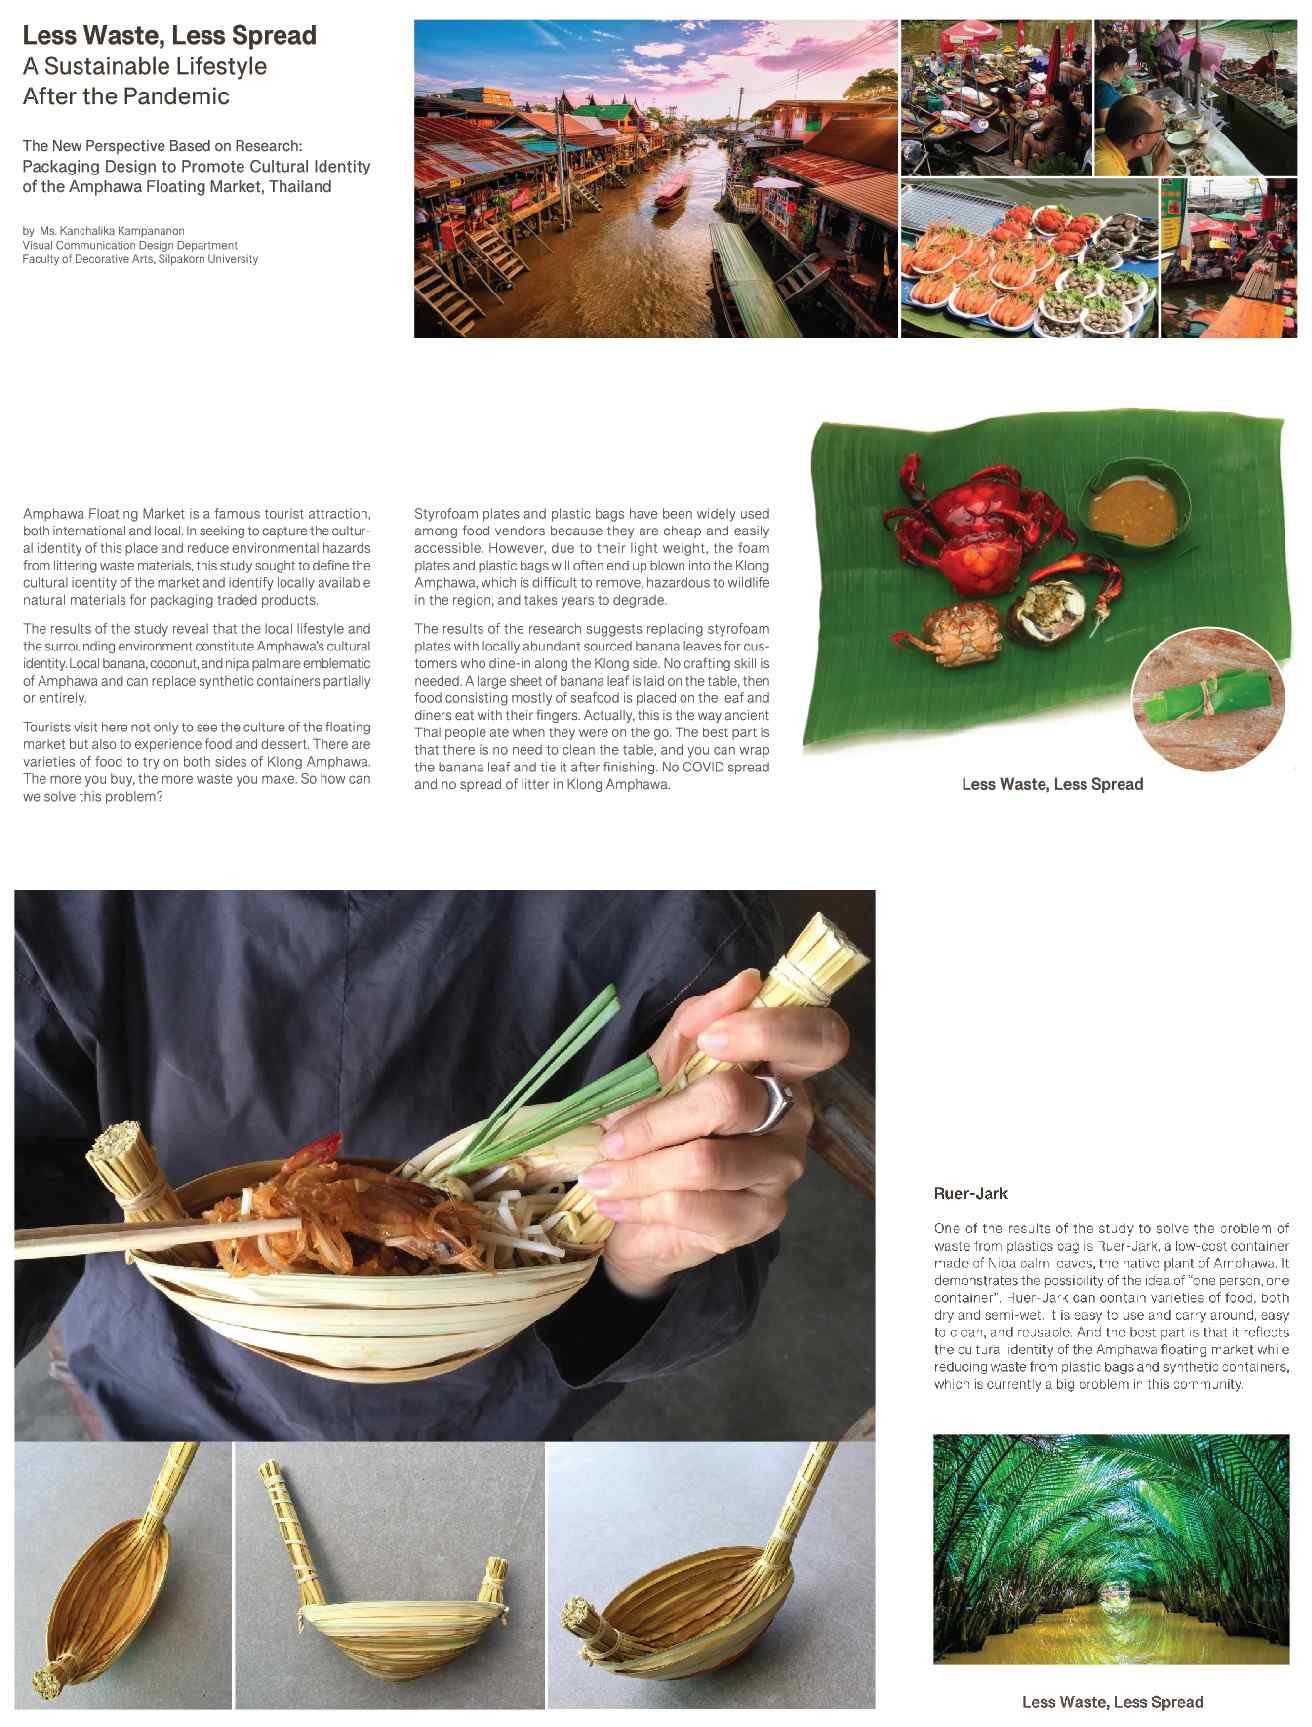 Less Waste, Less Spread
A Sustainable Lifestyle
After the Pandemic
The New Perspective Based on Research:
Packaging Design to Promote Cultural Identity
of the Amphawa Floating Market, Thailand
by Ms. Kanchalika Kampananon
Visual Communication Design Department
Faculty of Decorative Arts, Silpakorn University
Amphawa Floating Market is a famous tourist attraction,
both international and local. In seeking to capture the cultur-
al identity of this place and reduce environmental hazards
from littering waste materials, this study sought to define the
cultural identity of the market and identify locally available
natural materials for packaging traded products.
The results of the study reveal that the local lifestyle and
the surrounding environment constitute Amphawa's cultural
identity. Local banana, coconut, and nipa palm are emblematic
of Amphawa and can replace synthetic containers partially
or entirely.
Tourists visit here not only to see the culture of the floating
market but also to experience food and dessert. There are
varieties of food to try on both sides of Klong Amphawa.
The more you buy, the more waste you make. So how can
we solve this problem?
Styrofoam plates and plastic bags have been widely used
among food vendors because they are cheap and easily
accessible. However, due to their light weight, the foam
plates and plastic bags will often end up blown into the Klong
Amphawa, which is difficult to remove, hazardous to wildlife
in the region, and takes years to degrade.
The results of the research suggests replacing styrofoam
plates with locally abundant sourced banana leaves for cus-
tomers who dine-in along the Klong side. No crafting skill is
needed. A large sheet of banana leaf is laid on the table, then
food consisting mostly of seafood is placed on the leaf and
diners eat with their fingers. Actually, this is the way ancient
Thai people ate when they were on the go. The best part is
that there is no need to clean the table, and you can wrap
the banana leaf and tie it after finishing. No COVID spread
and no spread of litter in Klong Amphawa.
Less Waste, Less Spread
Ruer-Jark
One of the results of the study to solve the problem of
waste from plastics bag is Ruer-Jark, a low-cost container
made of Nipa palm leaves, the native plant of Amphawa. It
demonstrates the possibility of the idea of "one person, one
container". Ruer-Jark can contain varieties of food, both
dry and semi-wet. It is easy to use and carry around, easy
to clean, and reusable. And the best part is that it reflects
the cultural identity of the Amphawa floating market while
reducing waste from plastic bags and synthetic containers,
which is currently a big problem in this community.
Less Waste, Less Spread